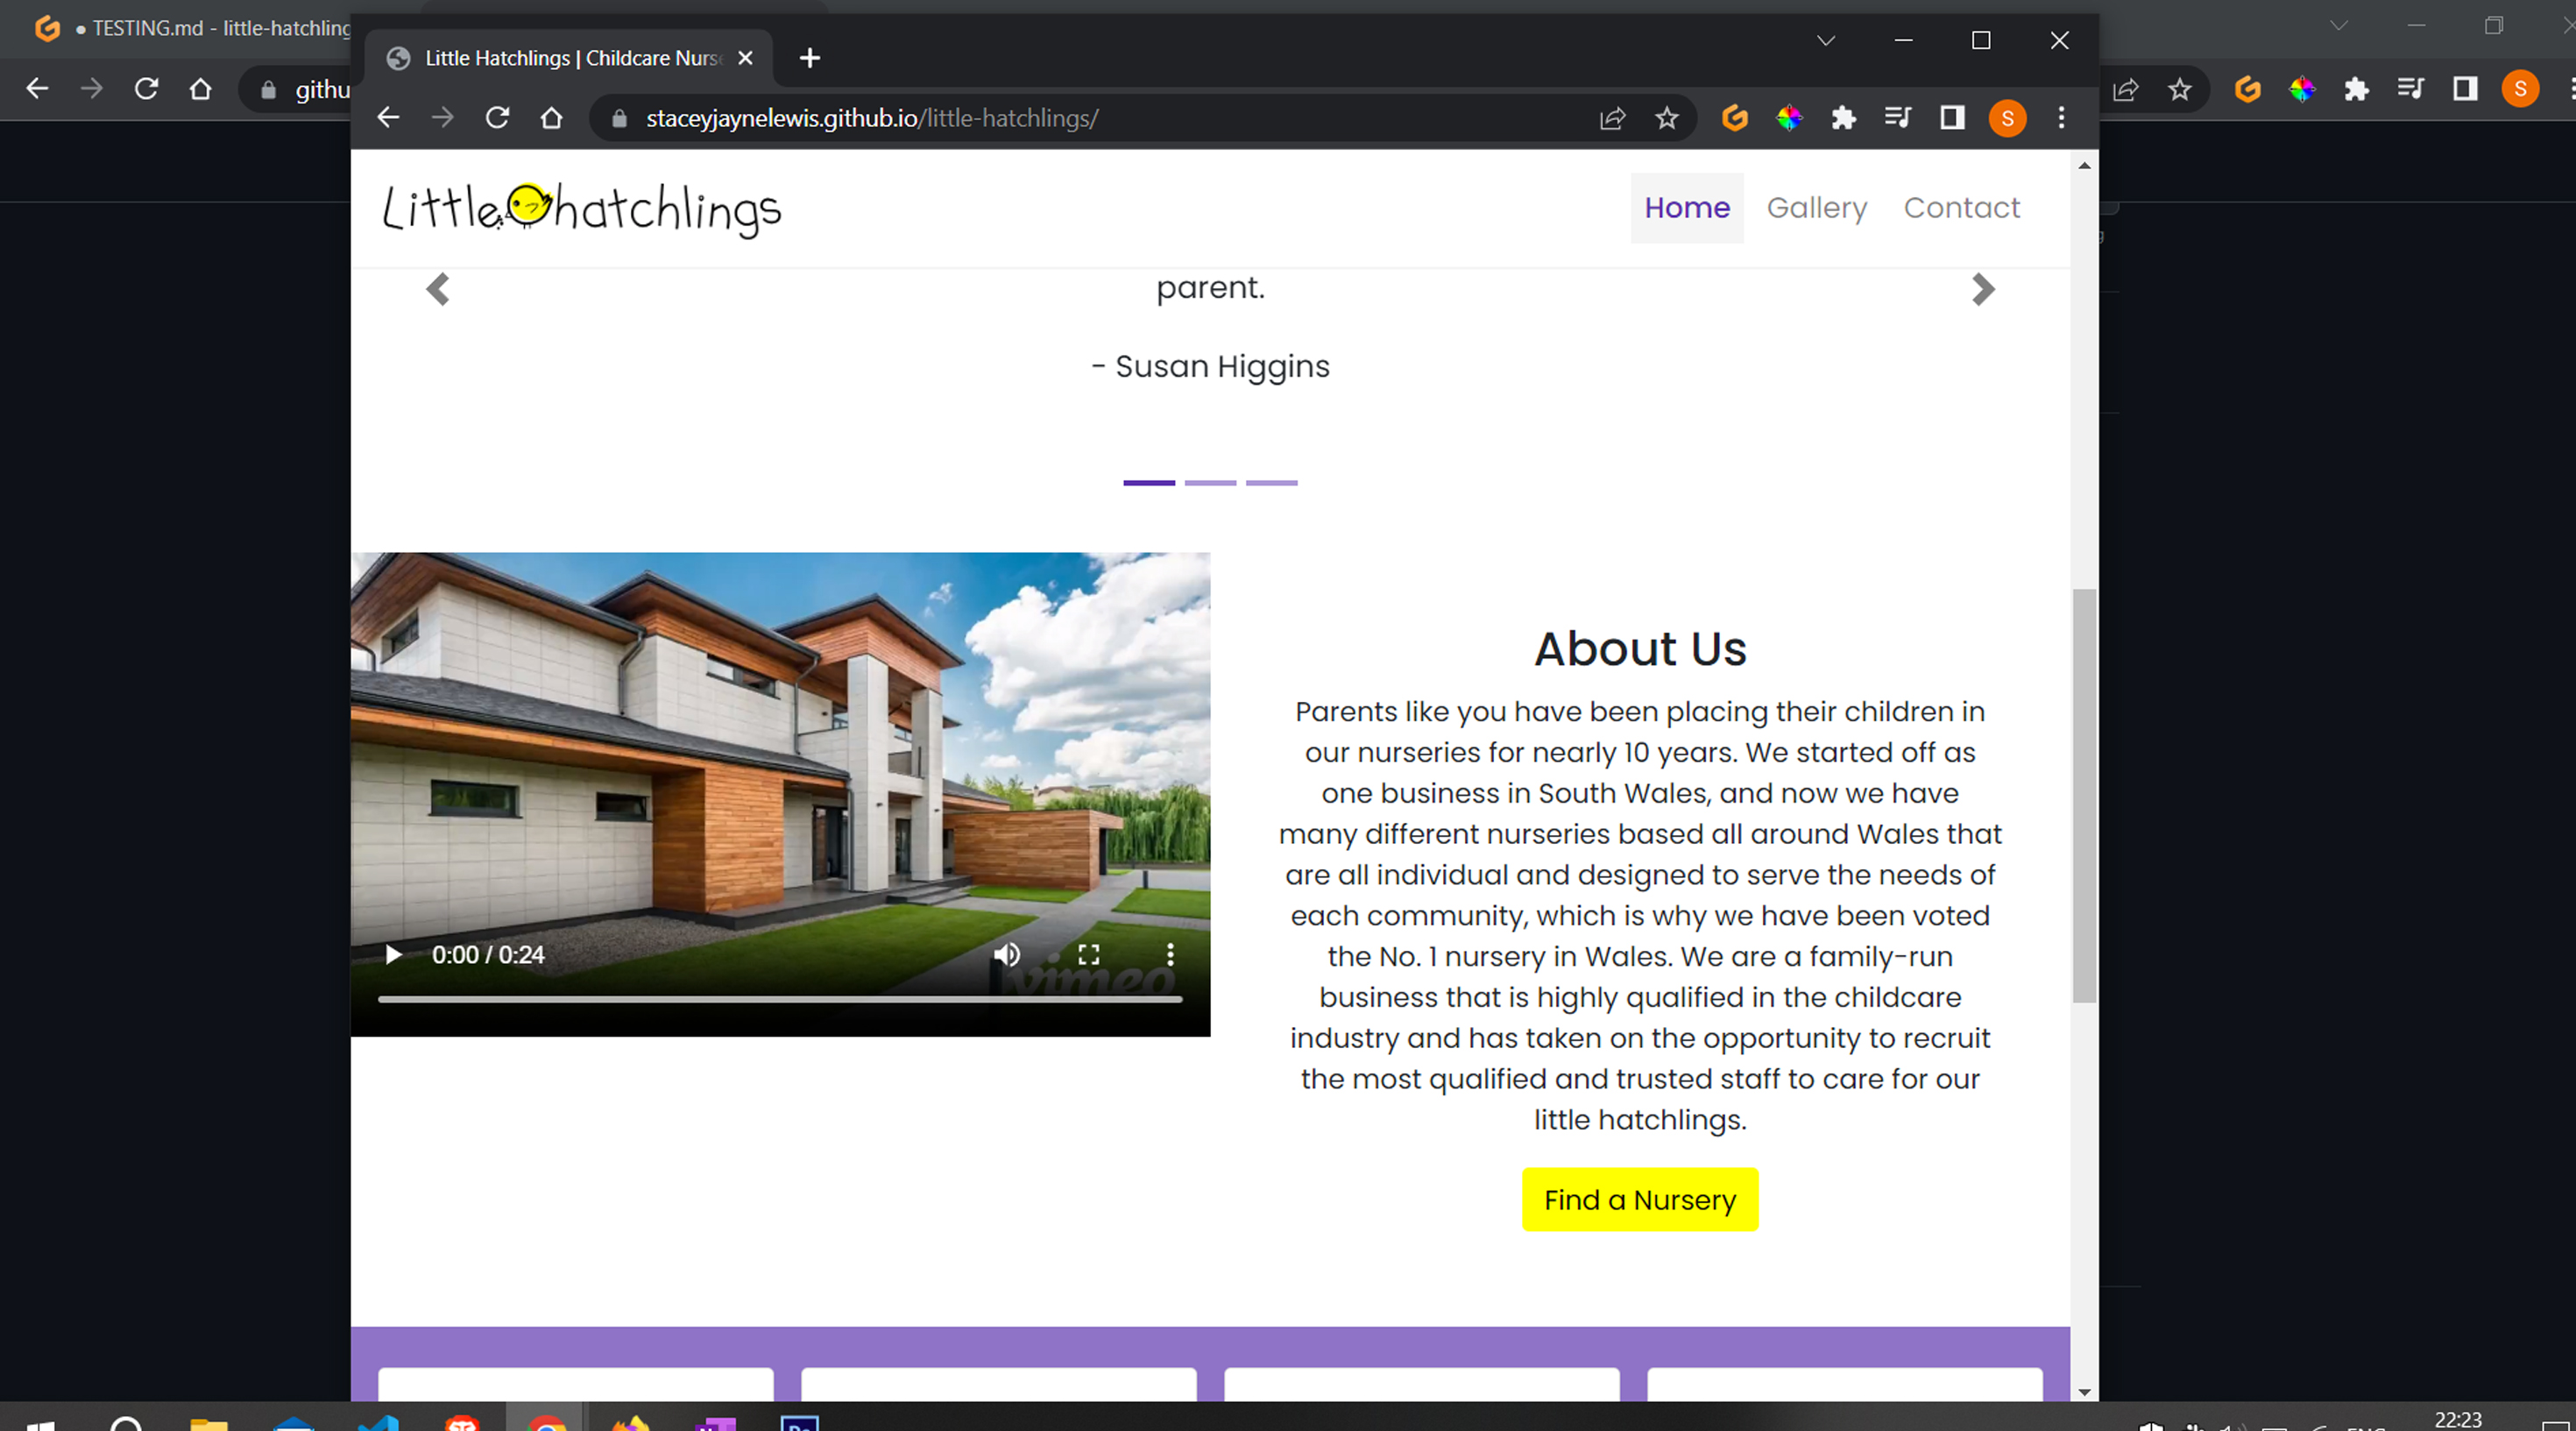 TESTING.md - little-hatchling
Little Hatchlings | Childcare Nurs
githu
staceyjaynelewis.github.io/little-hatchlings/
S
S
Little hatchlings
Home
Gallery
Contact
parent.
- Susan Higgins
About Us
Parents like you have been placing their children in
our nurseries for nearly 10 years. We started off as
one business in South Wales, and now we have
many different nurseries based all around Wales that
are all individual and designed to serve the needs of
each community, which is why we have been voted
the No. 1 nursery in Wales. We are a family-run
business that is highly qualified in the childcare
industry and has taken on the opportunity to recruit
the most qualified and trusted staff to care for our
little hatchlings.
0:00 / 0:24
vimeo
Find a Nursery
22:23